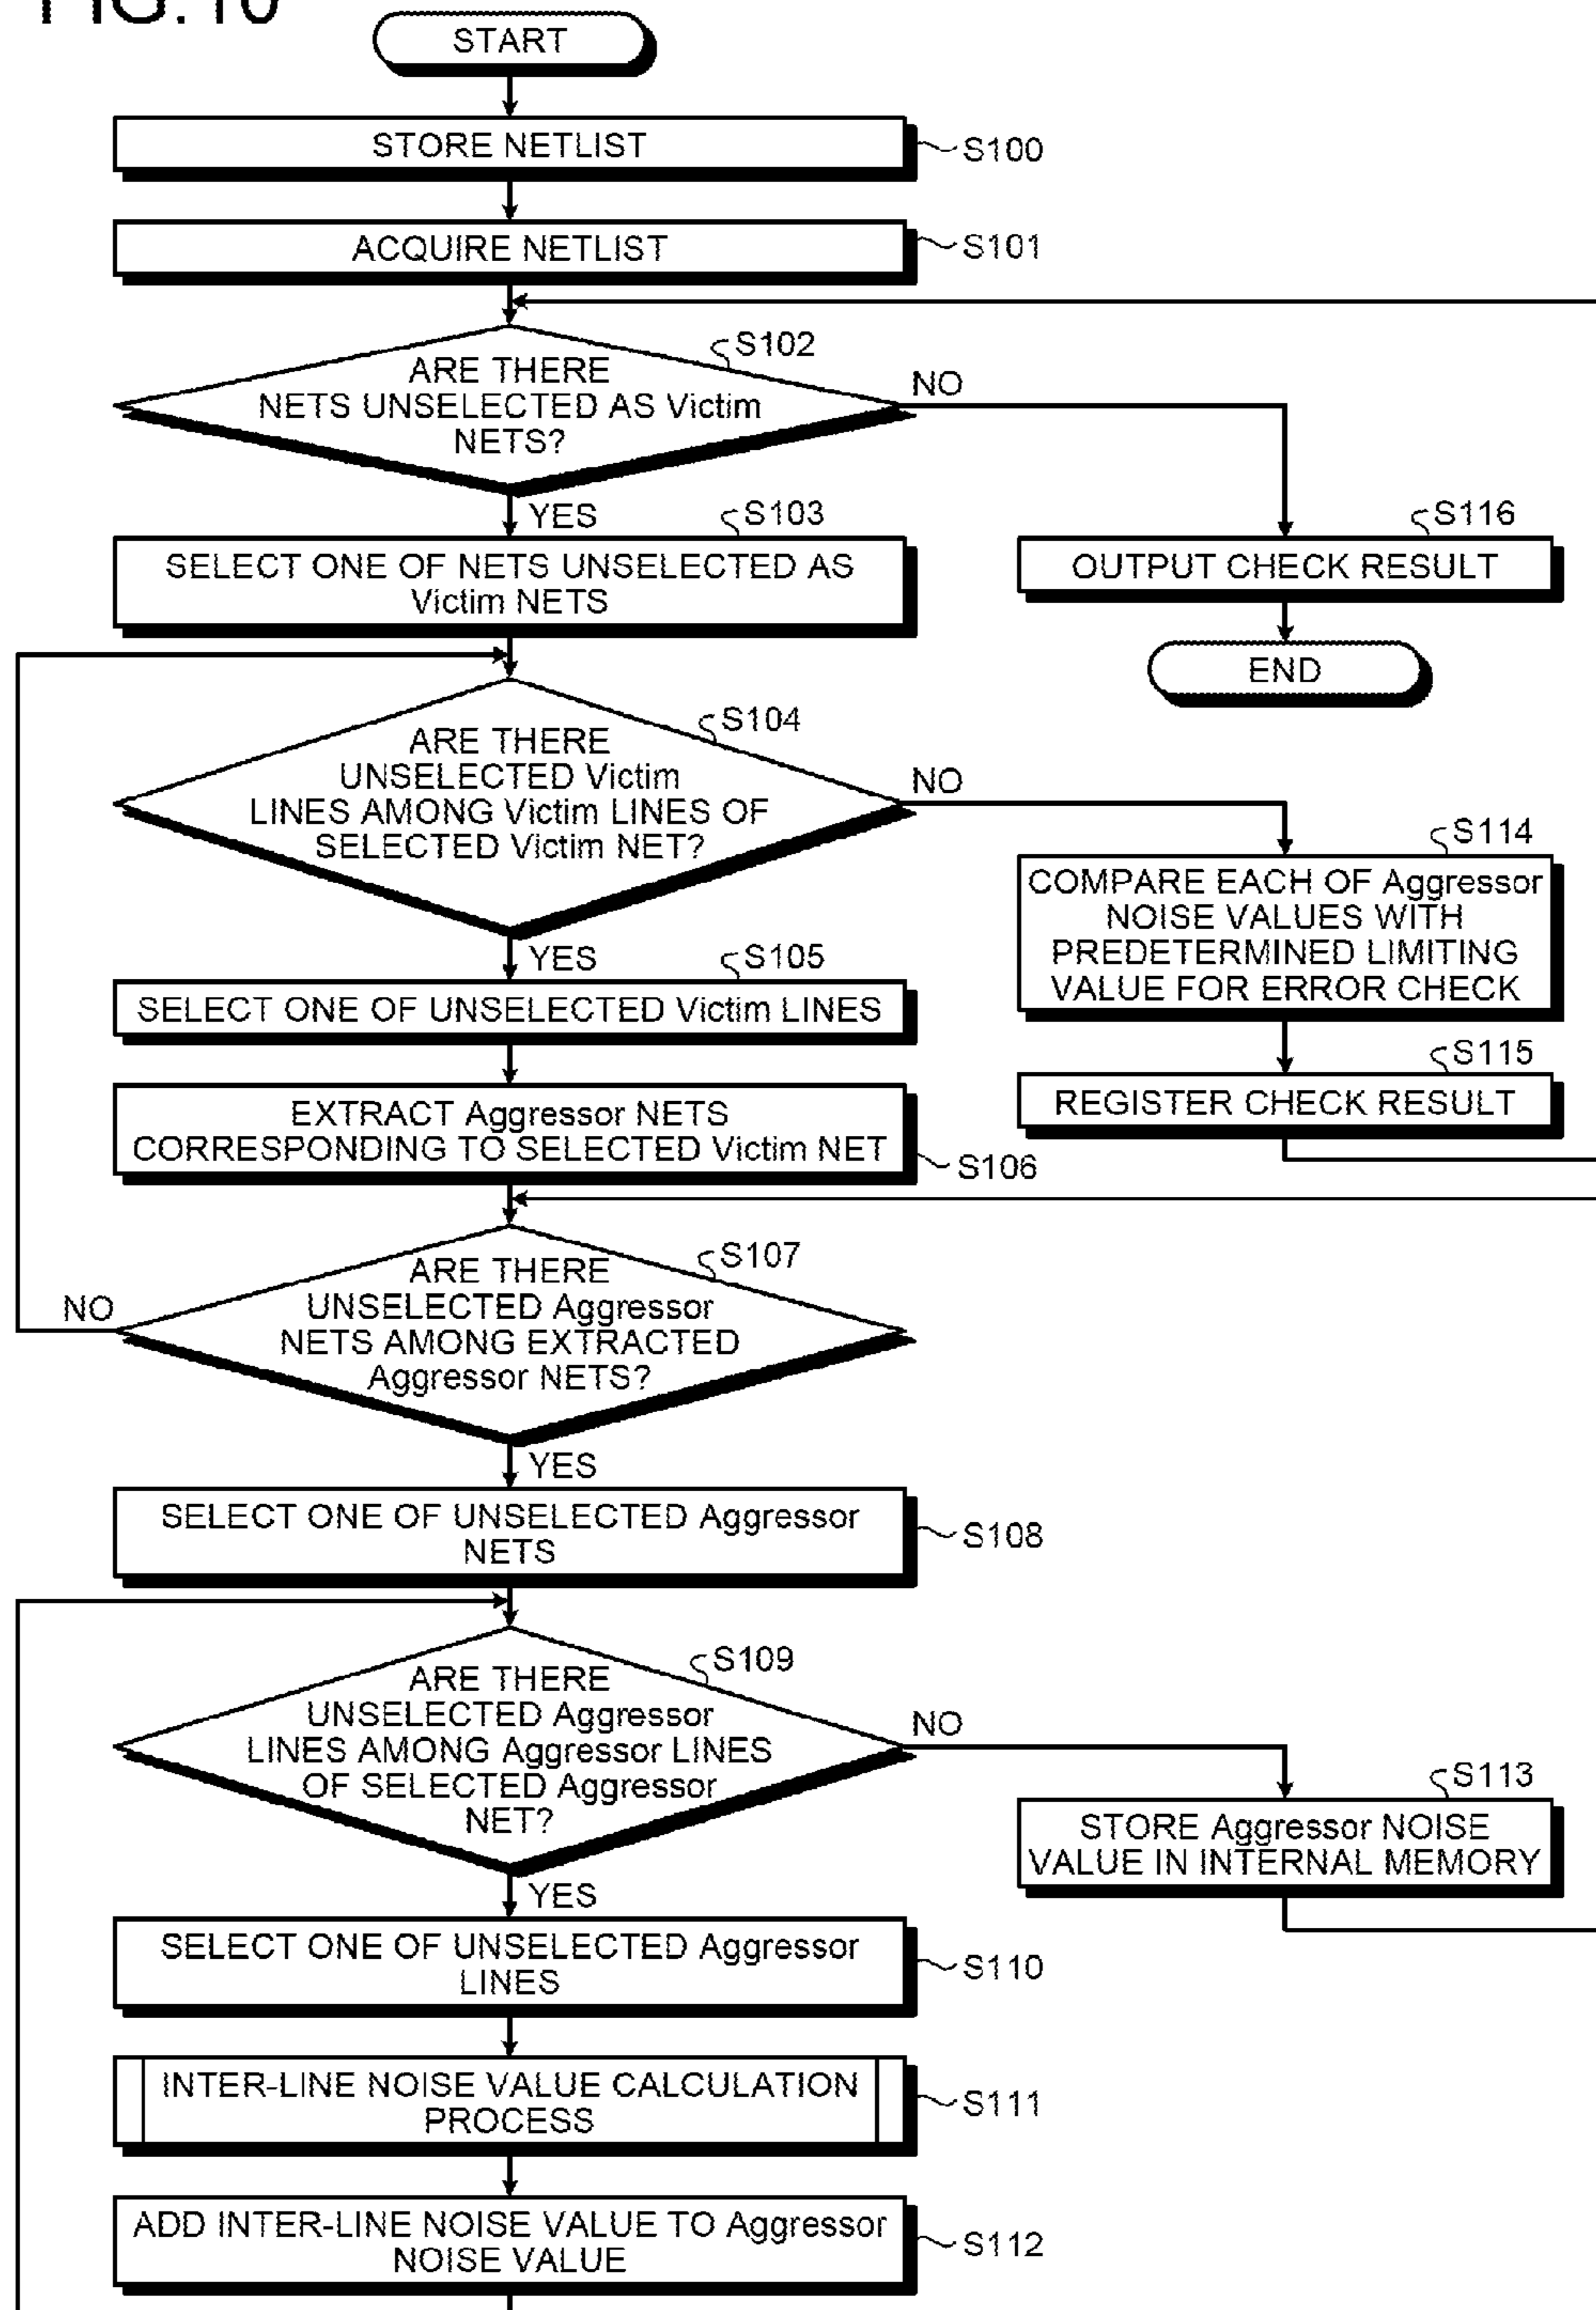 FIG. 10
START
STORE NETLIST
S100
ACQUIRE NETLIST
S101
S102
ARE THERE
NETS UNSELECTED AS Victim
NETS?
NO
YES
S103
SELECT ONE OF NETS UNSELECTED AS
Victim NETS
S116
OUTPUT CHECK RESULT
END
S104
ARE THERE
UNSELECTED Victim
LINES AMONG Victim LINES OF
SELECTED Victim NET?
NO
YES
S114
COMPARE EACH OF Aggressor
NOISE VALUES WITH
PREDETERMINED LIMITING
VALUE FOR ERROR CHECK
S105
SELECT ONE OF UNSELECTED Victim LINES
S115
REGISTER CHECK RESULT
EXTRACT Aggressor NETS
CORRESPONDING TO SELECTED Victim NET
S106
S107
ARE THERE
UNSELECTED Aggressor
NETS AMONG EXTRACTED
Aggressor NETS?
NO
YES
SELECT ONE OF UNSELECTED Aggressor
NETS
S108
S109
ARE THERE
UNSELECTED Aggressor
LINES AMONG Aggressor LINES
OF SELECTED Aggressor
NET?
NO
YES
S113
STORE Aggressor NOISE
VALUE IN INTERNAL MEMORY
SELECT ONE OF UNSELECTED Aggressor
LINES
S110
INTER-LINE NOISE VALUE CALCULATION
PROCESS
S111
ADD INTER-LINE NOISE VALUE TO Aggressor
NOISE VALUE
S112